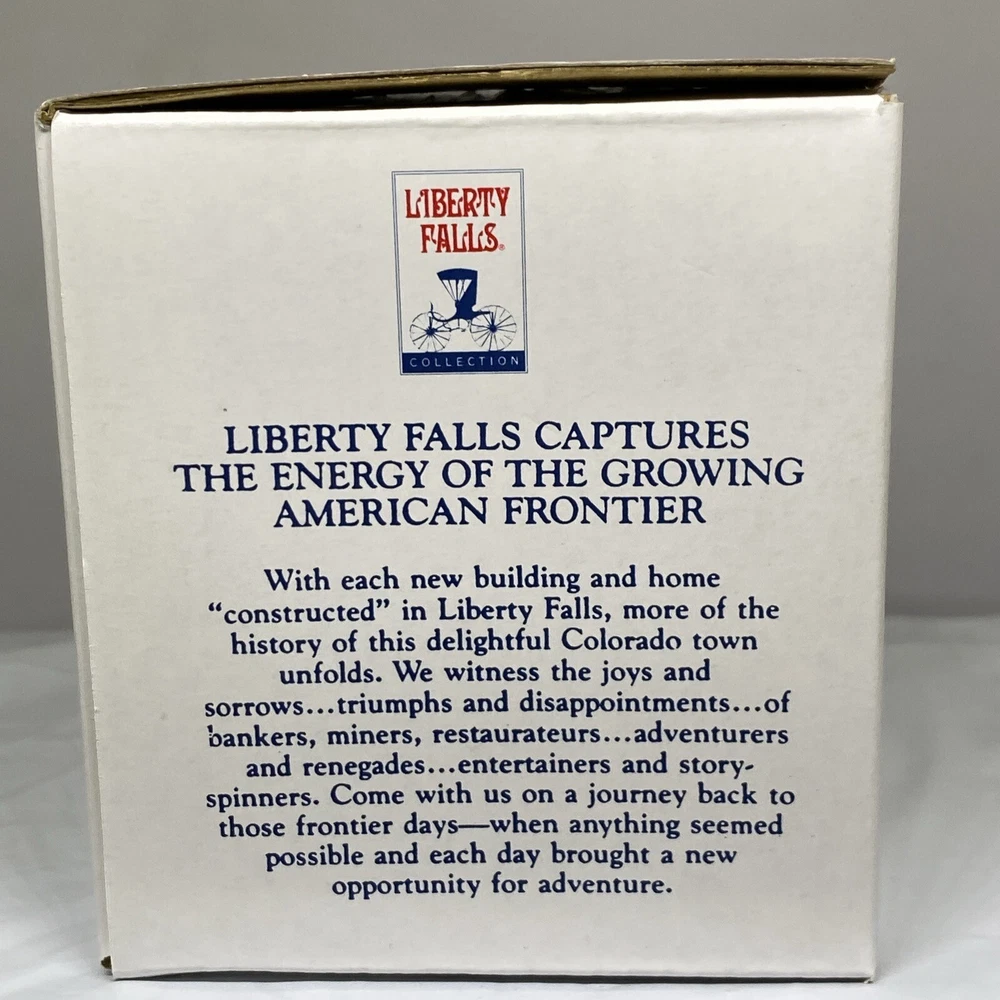 LIBERTY
FALLS®
COLLECTION
LIBERTY FALLS CAPTURES
THE ENERGY OF THE GROWING
AMERICAN FRONTIER
With each new building and home
“constructed” in Liberty Falls, more of the
history of this delightful Colorado town
unfolds. We witness the joys and
sorrows...triumphs and disappointments...of
bankers, miners, restaurateurs...adventurers
and renegades...entertainers and story-
spinners. Come with us on a journey back to
those frontier days—when anything seemed
possible and each day brought a new
opportunity for adventure.